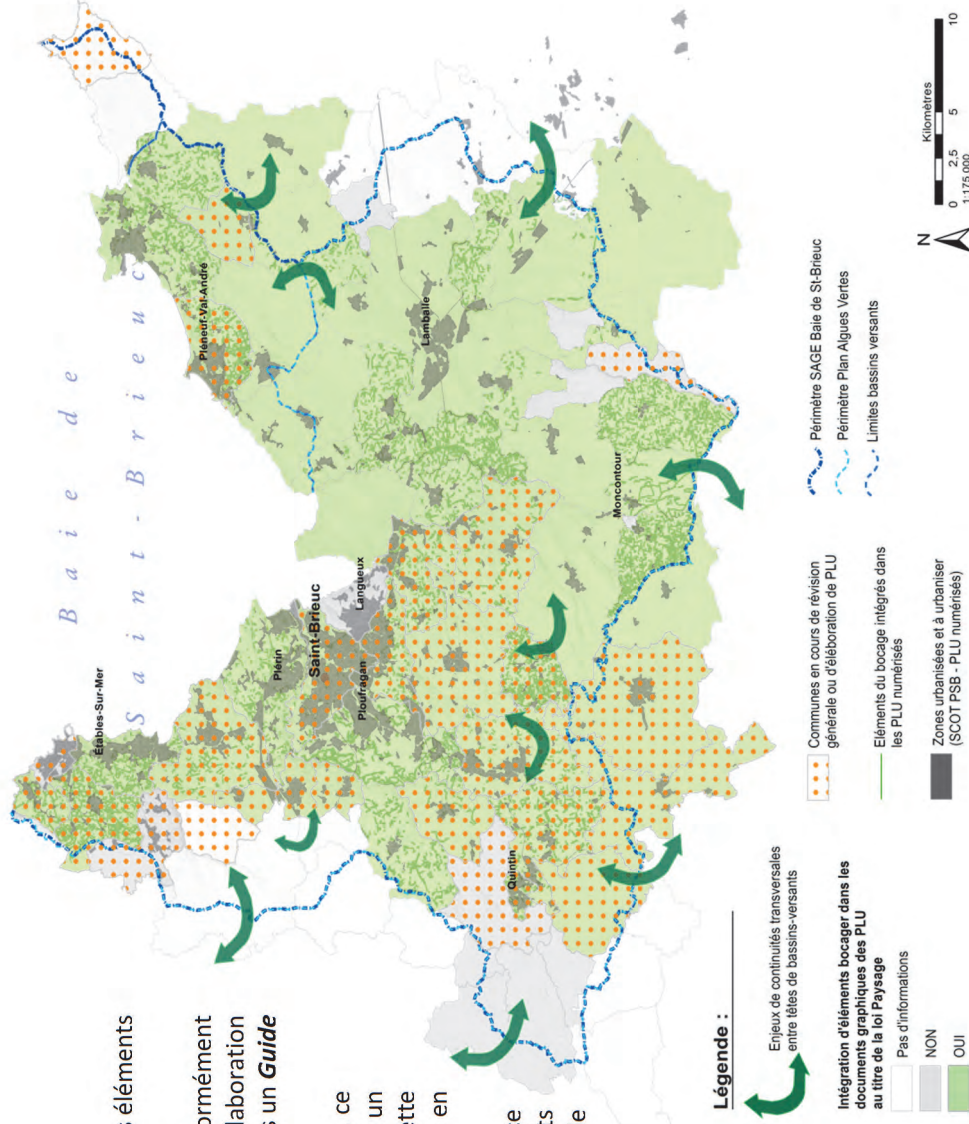 s éléments
ormément
laboration
s un Guide
ce
un
ette
en
ts
e
Baie de
Saint-Brieuc
Étables-Sur-Mer
Pléneuf-Val-André
Plérin
Saint-Brieuc
Langueux
Ploufragan
Lamballe
Quintin
Moncontour
Légende :
Enjeux de continuités transversales
entre têtes de bassins-versants
Intégration d'éléments bocager dans les
documents graphiques des PLU
au titre de la loi Paysage
Pas d'informations
NON
OUI
Communes en cours de révision
générale ou d'éleboration de PLU
Eléments du bocage intégrés dans
les PLU numérisés
Zones urbanisées et à urbaniser
(SCOT PSB - PLU numérisés)
Périmètre SAGE Baie de St-Brieuc
Périmètre Plan Algues Vertes
Limites bassins versants
N
Kilomètres
0 2,5 5 10
1:175 000